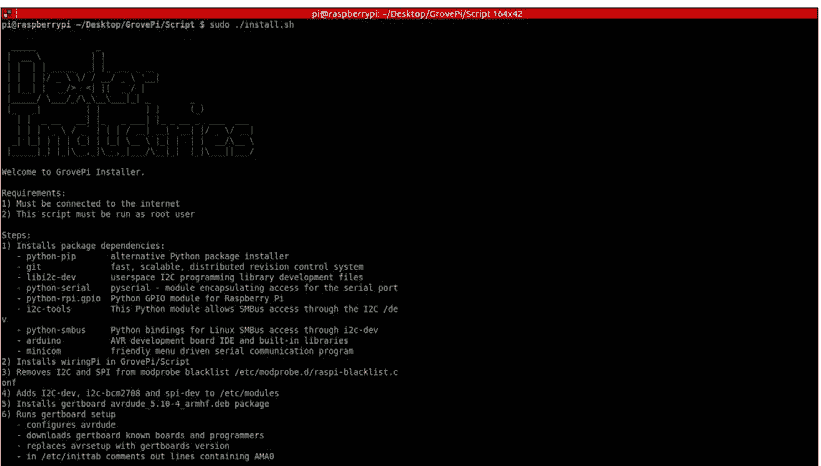 pi@raspberrypi: ~/Desktop/GrovePi/Script 164x42
pi@raspberrypi ~/Desktop/GrovePi/Script $ sudo ./install.sh
Dexter
Industries
Welcome to GrovePi Installer.
Requirements:
1) Must be connected to the internet
2) This script must be run as root user
Steps:
1) Installs package dependencies:
- python-pip alternative Python package installer
- git fast, scalable, distributed revision control system
- libi2c-dev userspace I2C programming library development files
- python-serial pyserial - module encapsulating access for the serial port
- python-rpi.gpio Python GPIO module for Raspberry Pi
- i2c-tools This Python module allows SMBus access through the I2C /de
v
- python-smbus Python bindings for Linux SMBus access through i2c-dev
- arduino AVR development board IDE and built-in libraries
- minicom friendly menu driven serial communication program
2) Installs wiringPi in GrovePi/Script
3) Removes I2C and SPI from modprobe blacklist /etc/modprobe.d/raspi-blacklist.c
onf
4) Adds I2C-dev, i2c-bcm2708 and spi-dev to /etc/modules
5) Installs gertboard avrdude_5.10-4_armhf.deb package
6) Runs gertboard setup
- configures avrdude
- downloads gertboard known boards and programmers
- replaces avrsetup with gertboards version
- in /etc/inittab comments out lines containing AMA0